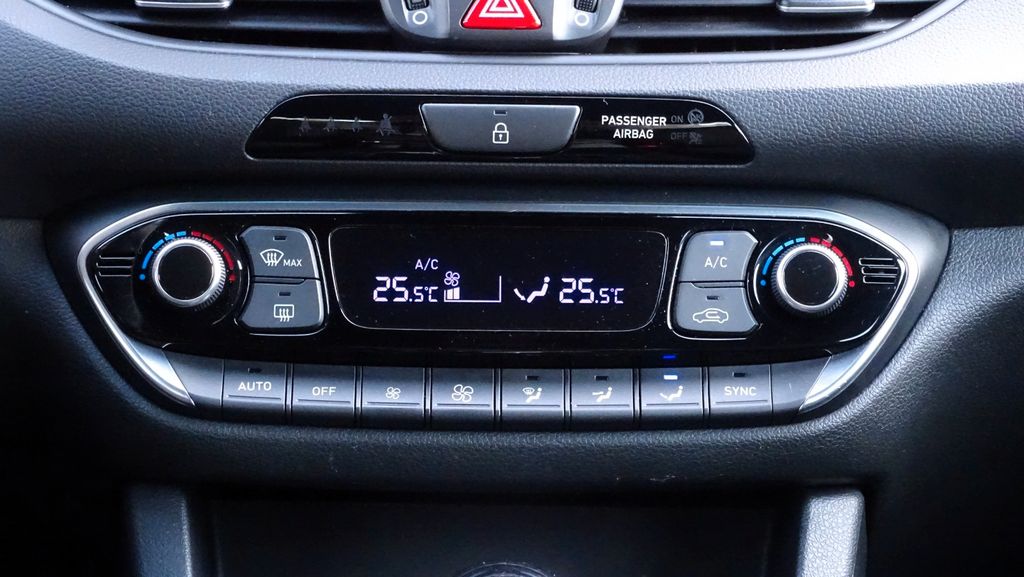 PASSENGER ON
AIRBAG OFF
MAX
A/C
25.5°C
25.5°C
A/C
AUTO
OFF
SYNC